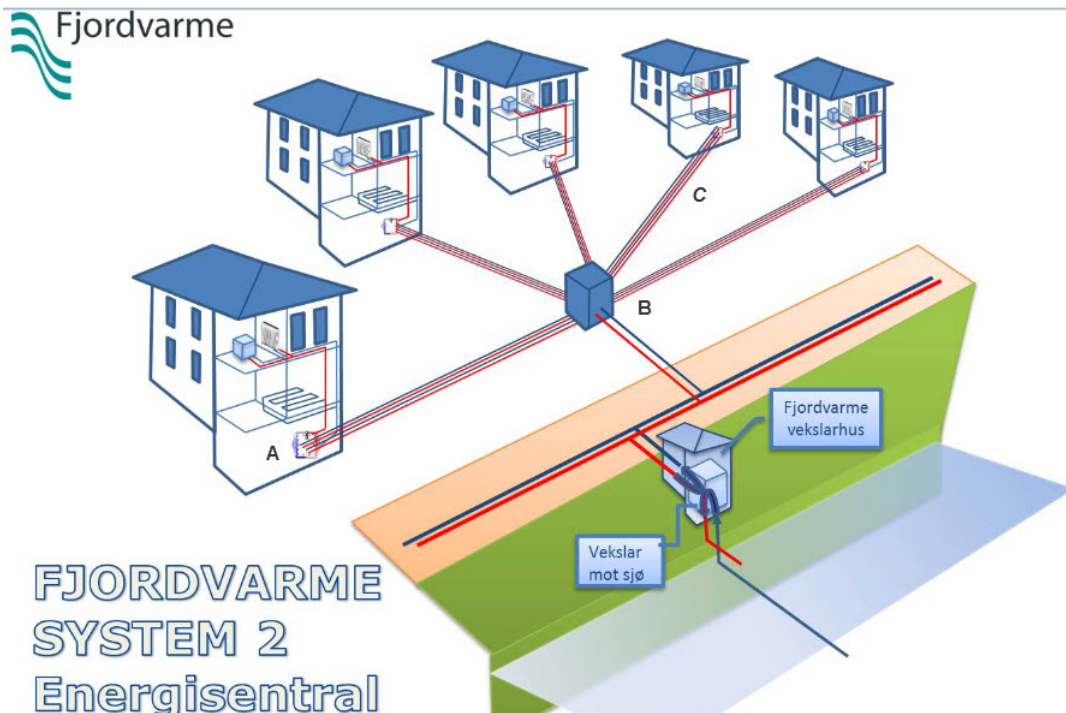 Fjordvarme
C
B
A
Fjordvarme
vekslarhus
Vekslar
mot sjø
FJORDVARME
SYSTEM 2
Energisentral